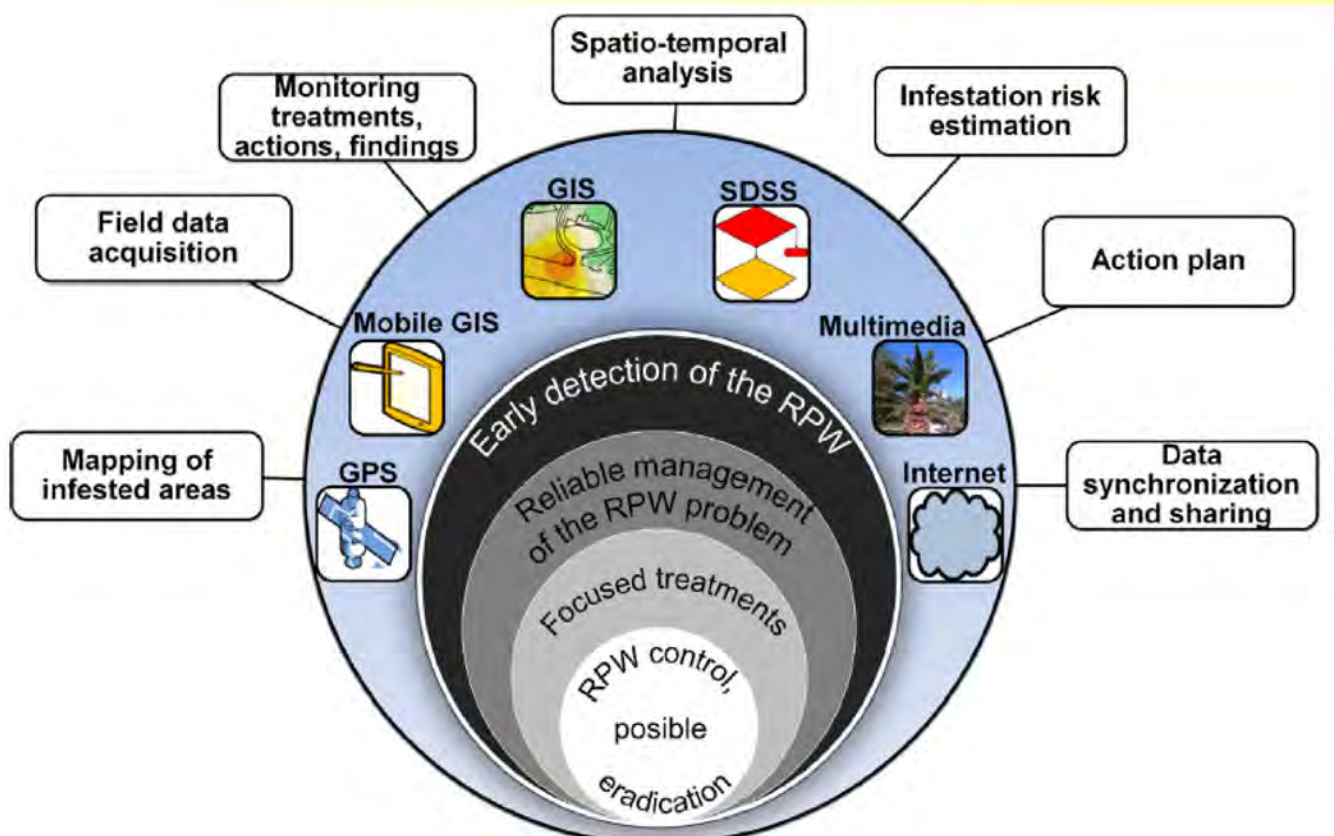 Spatio-temporal
analysis
Monitoring
treatments,
actions, findings
Infestation risk
estimation
Field data
acquisition
Action plan
Mapping of
infested areas
Data
synchronization
and sharing
GIS
SDSS
Mobile GIS
Multimedia
GPS
Internet
Early detection of the RPW
Reliable management
of the RPW problem
Focused treatments
RPW control,
posible
eradication